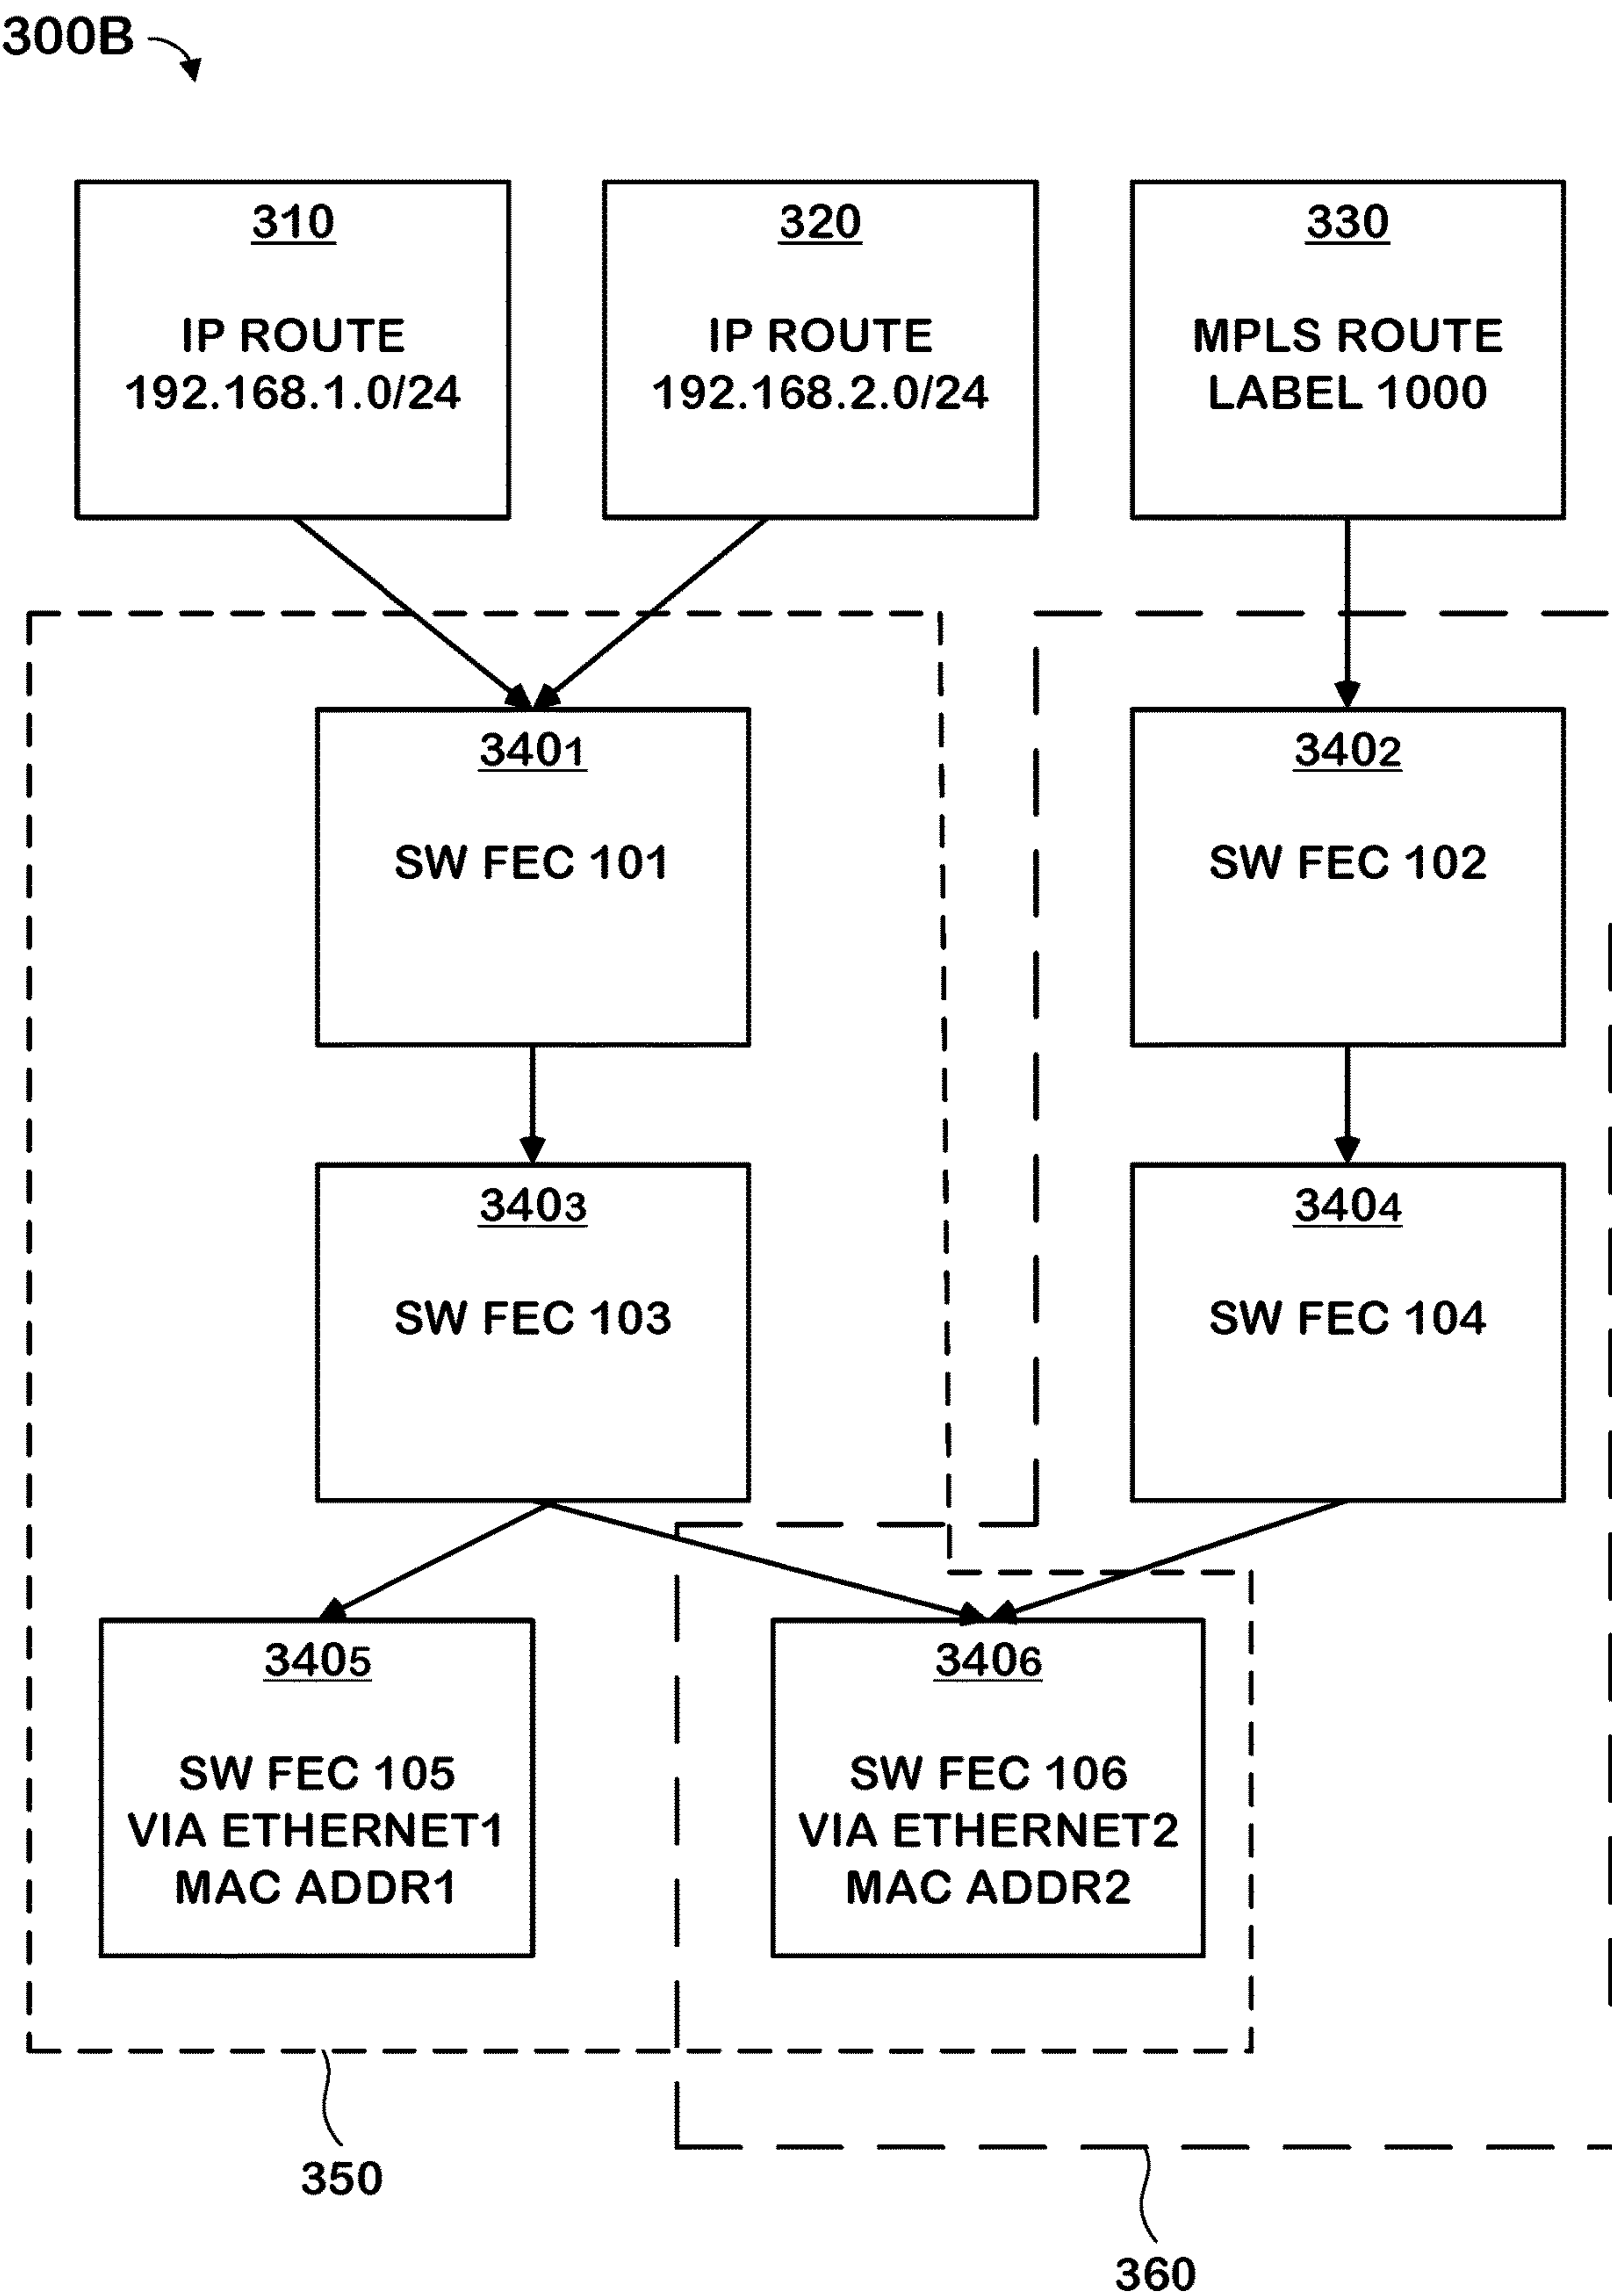 300B
310
IP ROUTE
192.168.1.0/24
320
IP ROUTE
192.168.2.0/24
330
MPLS ROUTE
LABEL 1000
3401
SW FEC 101
3402
SW FEC 102
3403
SW FEC 103
3404
SW FEC 104
3405
SW FEC 105
VIA ETHERNET1
MAC ADDR1
3406
SW FEC 106
VIA ETHERNET2
MAC ADDR2
350
360